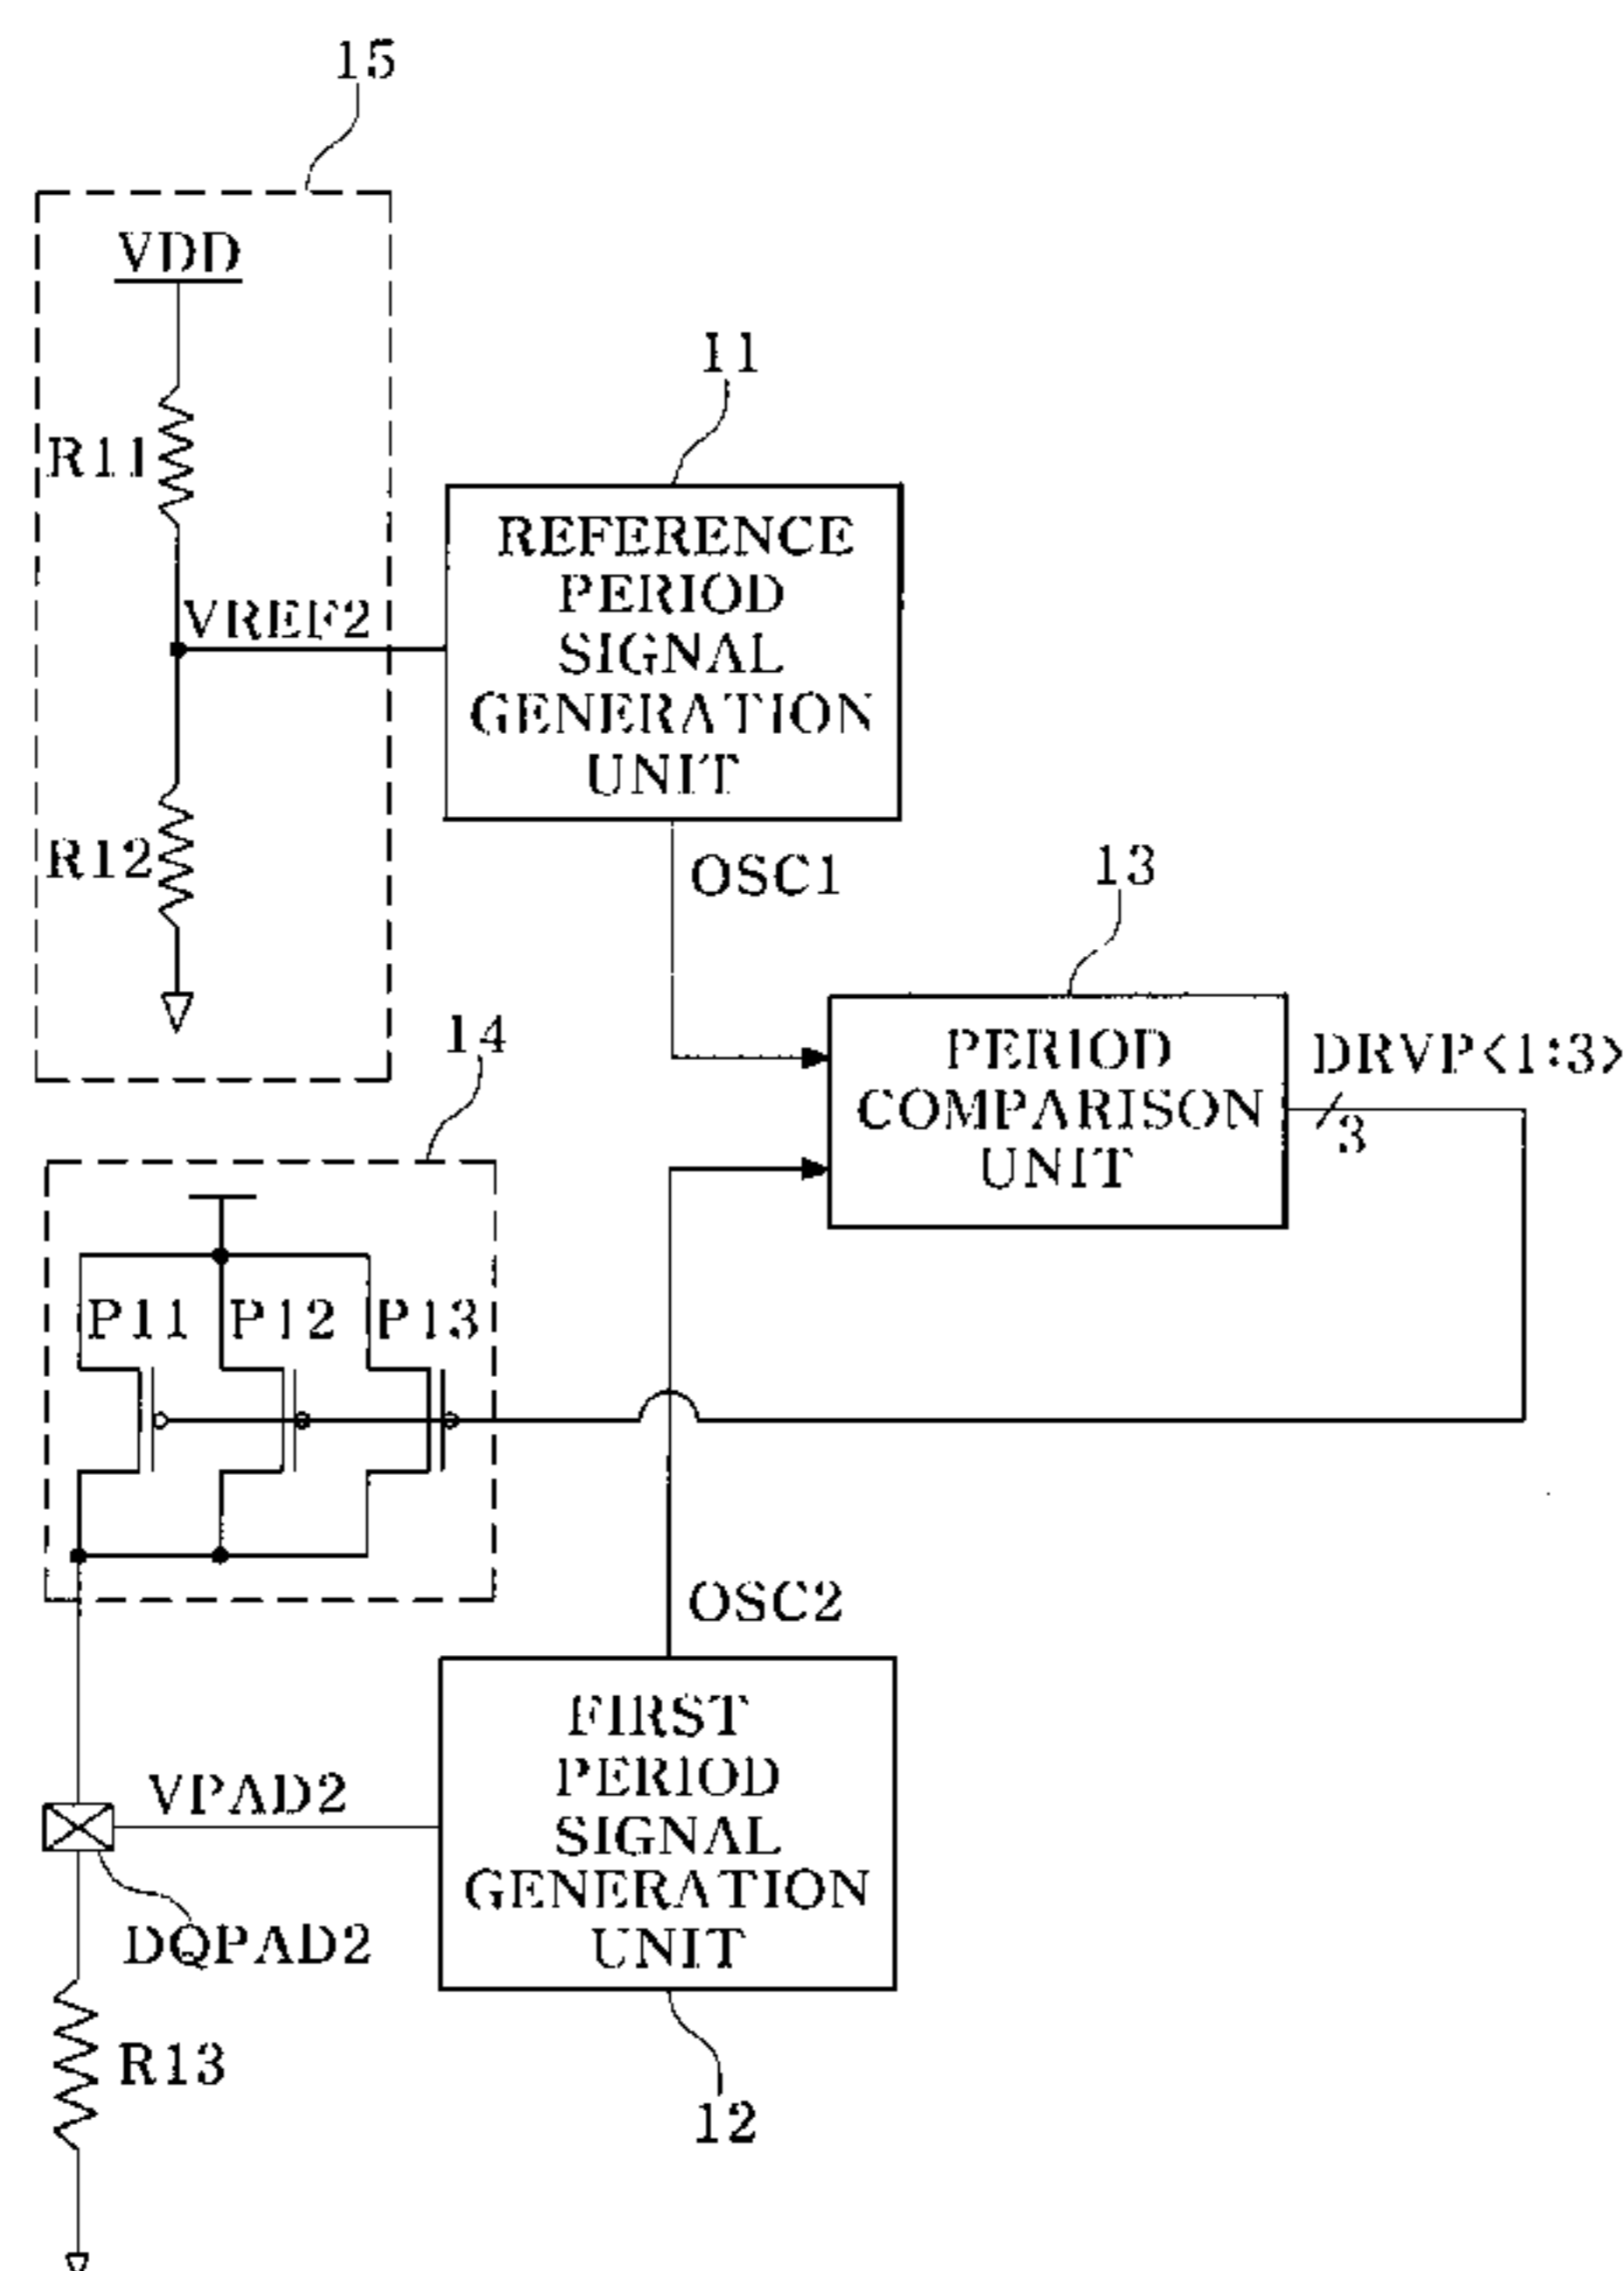 15
VDD
R11
VREF2
R12
11
REFERENCE
PERIOD
SIGNAL
GENERATION
UNIT
OSC1
13
PERIOD
COMPARISON
UNIT
DRVP<1:3>
3
14
P11 P12 P13
OSC2
FIRST
PERIOD
SIGNAL
GENERATION
UNIT
VPAD2
DQPAD2
R13
12